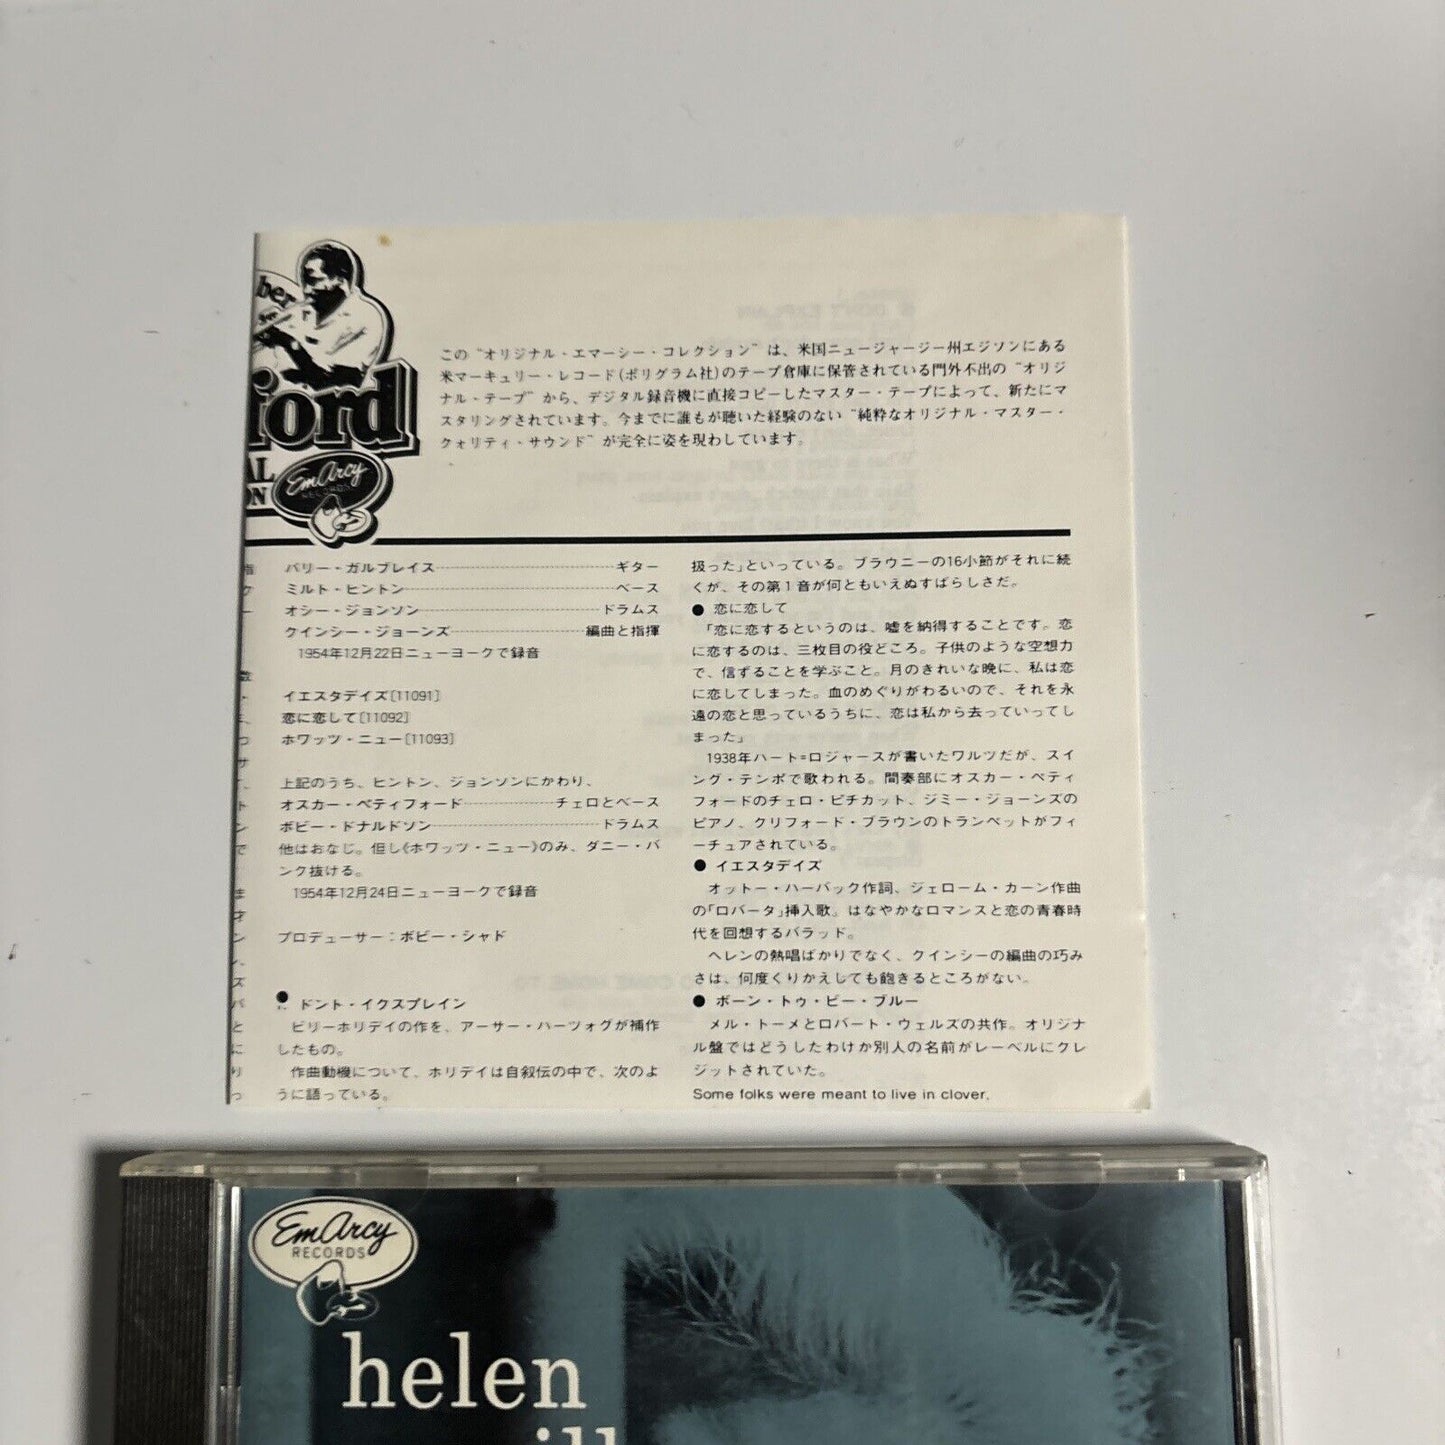 ber
ford
AL
ON
EmArcy
RECORDS
この"オリジナル・エマーシー・コレクション"は、米国ニュージャージー州エジソンにある
米マーキュリー・レコード(ポリグラム社)のテープ倉庫に保管されている門外不出の"オリジ
ナル・テープ"から、デジタル録音機に直接コピーしたマスター・テープによって、新たにマ
スタリングされています。今までに誰もが聴いた経験のない"純粋なオリジナル・マスター・
クォリティ・サウンド"が完全に姿を現わしています。
バリー・ガルブレイス ギター
ミルト・ヒントン ベース
オシー・ジョンソン ドラムス
クインシー・ジョーンズ 編曲と指揮
1954年12月22日ニューヨークで録音
イエスタデイズ[11091]
恋に恋して[11092]
ホワッツ・ニュー[11093]
上記のうち、ヒントン、ジョンソンにかわり、
オスカー・ペティフォード チェロとベース
ボビー・ドナルドソン ドラムス
他はおなじ。但し《ホワッツ・ニュー》のみ、ダニー・バ
ンク抜ける。
1954年12月24日ニューヨークで録音
プロデューサー:ボビー・シャド
● ドント・イクスプレイン
ビリーホリデイの作を、アーサー・ハーツォグが補作
したもの。
作曲動機について、ホリデイは自叙伝の中で、次のよ
うに語っている。
扱った」といっている。ブラウニーの16小節がそれに続
くが、その第1音が何ともいえぬすばらしさだ。
● 恋に恋して
「恋に恋するというのは、嘘を納得することです。恋
に恋するのは、三枚目の役どころ。子供のような空想力
で、信ずることを学ぶこと。月のきれいな晩に、私は恋
に恋してしまった。血のめぐりがわるいので、それを永
遠の恋と思っているうちに、恋は私から去っていってし
まった」
1938年ハート=ロジャースが書いたワルツだが、スイ
ング・テンポで歌われる。間奏部にオスカー・ペティ
フォードのチェロ・ピチカット、ジミー・ジョーンズの
ピアノ、クリフォード・ブラウンのトランペットがフィ
ーチュアされている。
● イエスタデイズ
オットー・ハーバック作詞、ジェローム・カーン作曲
の「ロバータ」挿入歌。はなやかなロマンスと恋の青春時
代を回想するバラッド。
ヘレンの熱唱ばかりでなく、クインシーの編曲の巧み
さは、何度くりかえしても飽きるところがない。
● ボーン・トゥ・ビー・ブルー
メル・トーメとロバート・ウェルズの共作。オリジナ
ル盤ではどうしたわけか別人の名前がレーベルにクレ
ジットされていた。
Some folks were meant to live in clover,
EmArcy
RECORDS
helen